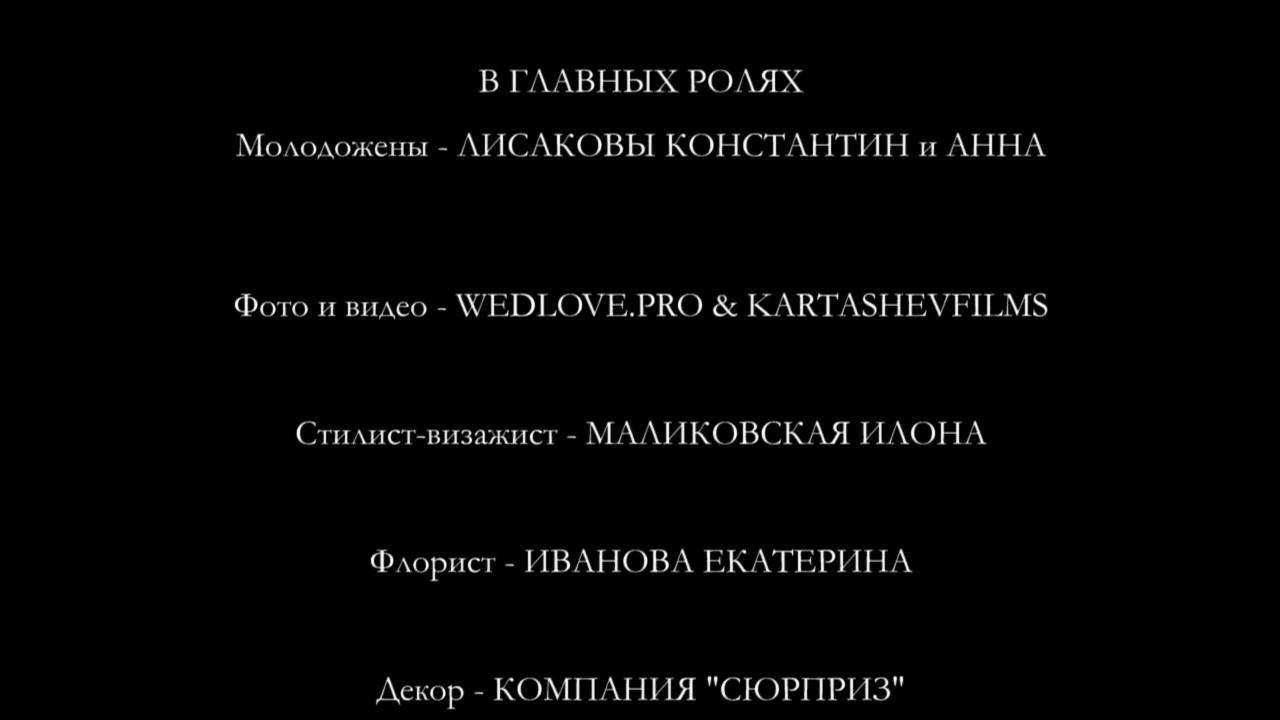 В ГЛАВНЫХ РОЛЯХ
Молодожены - ЛИСАКОВЫ КОНСТАНТИН и АННА
Фото и видео - WEDLOVE.PRO & KARTASHEVFILMS
Стилист-визажист - МАЛИКОВСКАЯ ИЛОНА
Флорист - ИВАНОВА ЕКАТЕРИНА
Декор - КОМПАНИЯ "СЮРПРИЗ"